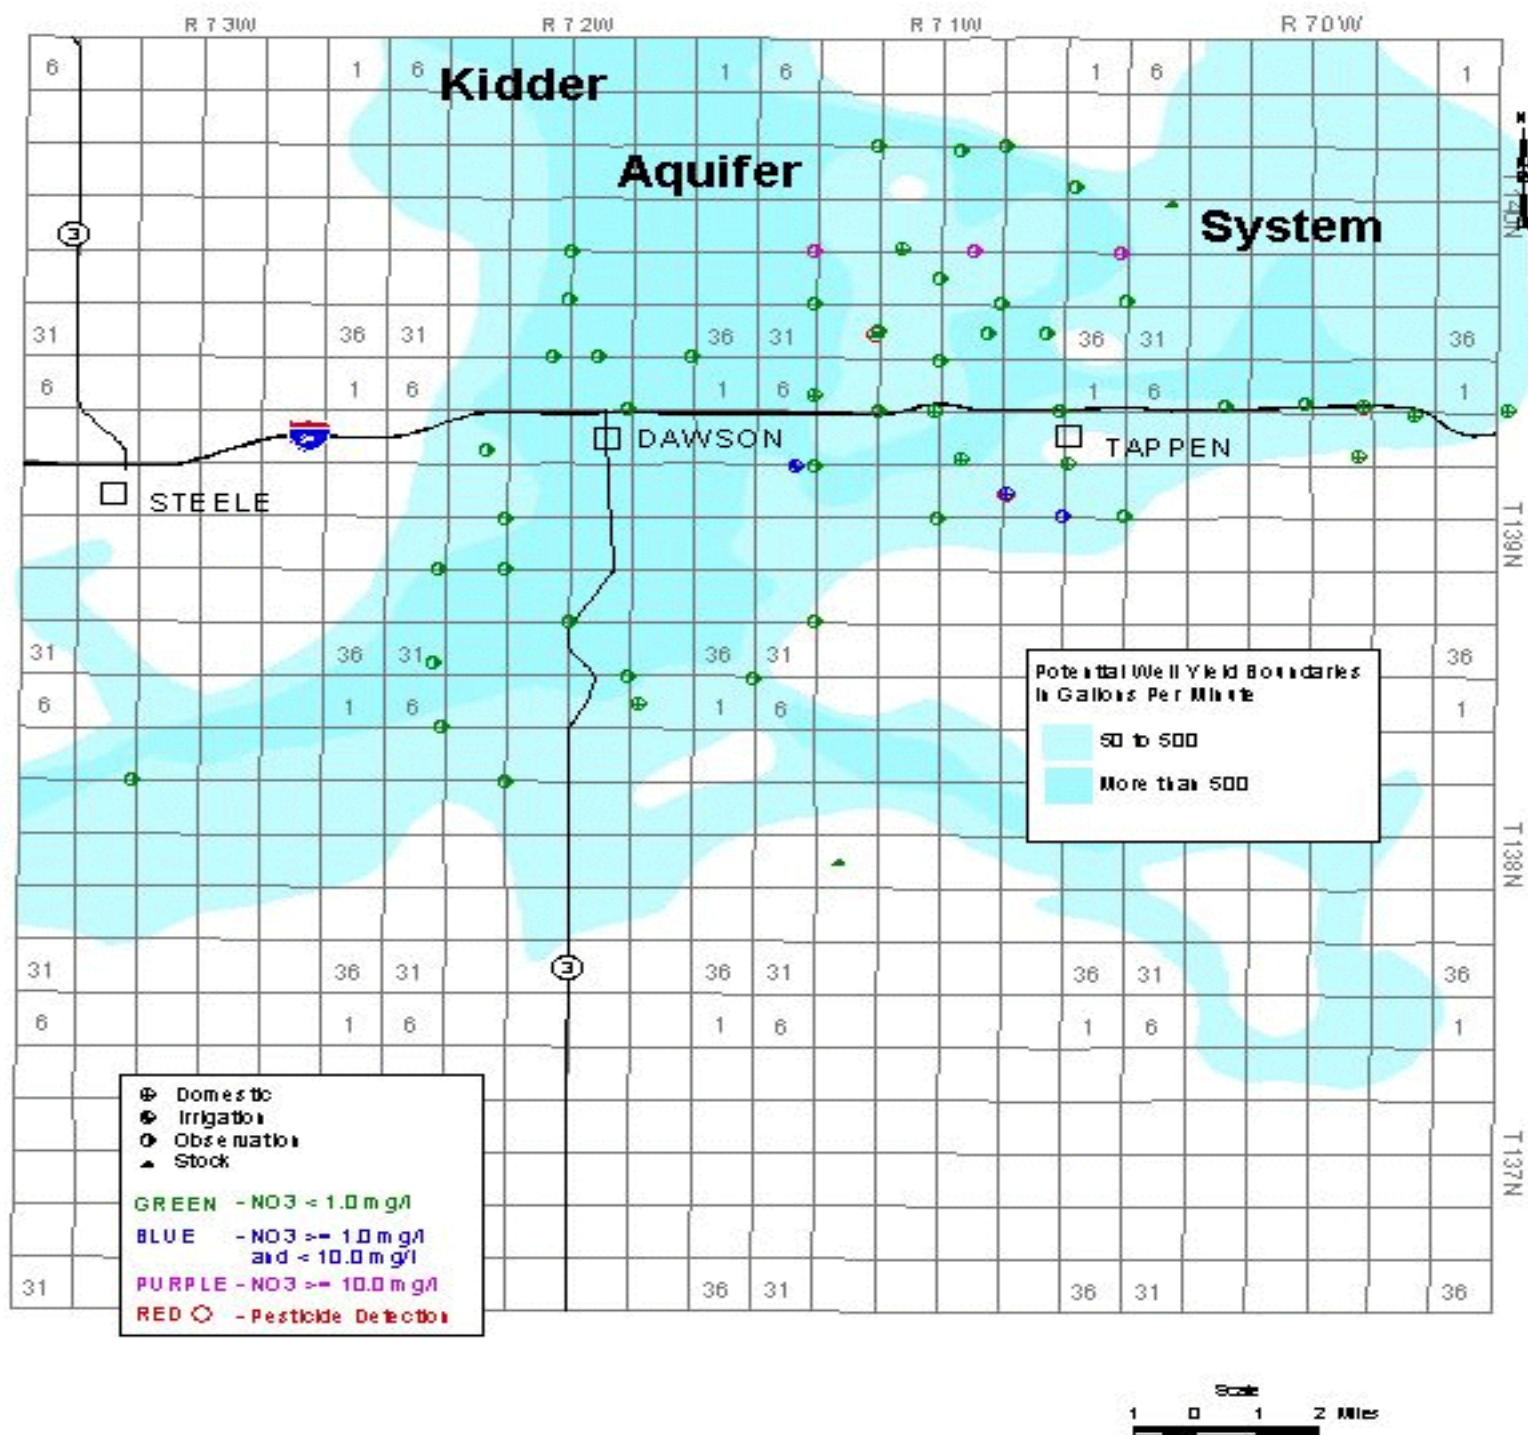 R 73W R 72W R 71W R 70W
6 1 6 1 6 1 6 1
Kidder
Aquifer
System
3
31 36 31 36 31 36 31 36
6 1 6 1 6 1 6 1
DAWSON
TAPPEN
STEELE
T139N
31 36 31 36 31 36
6 1 6 1 6 1
Potential Well Yield Boundaries
In Gallons Per Minute
50 to 500
More than 500
T138N
3
31 36 31 36 31 36 31 36
6 1 6 1 6 1 6 1
Domestic
Irrigation
Observation
Stock
GREEN - NO3 < 1.0 mg/l
BLUE - NO3 >= 1.0 mg/l
and < 10.0 mg/l
PURPLE - NO3 >= 10.0 mg/l
RED - Pesticide Detection
T137N
31 36 31 36 31 36
Scale
1 0 1 2 Miles